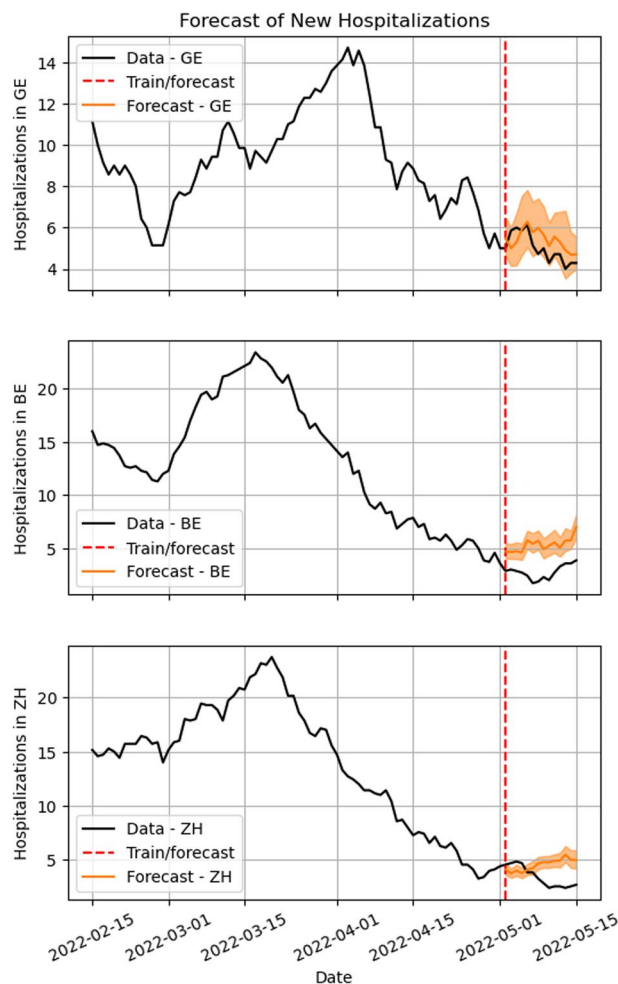 Forecast of New Hospitalizations
Hospitalizations in GE
14
12
10
8
6
4
Data - GE
Train/forecast
Forecast - GE
Hospitalizations in BE
20
15
10
5
Data - BE
Train/forecast
Forecast - BE
Hospitalizations in ZH
20
15
10
5
Data - ZH
Train/forecast
Forecast - ZH
2022-02-15
2022-03-01
2022-03-15
2022-04-01
2022-04-15
2022-05-01
2022-05-15
Date